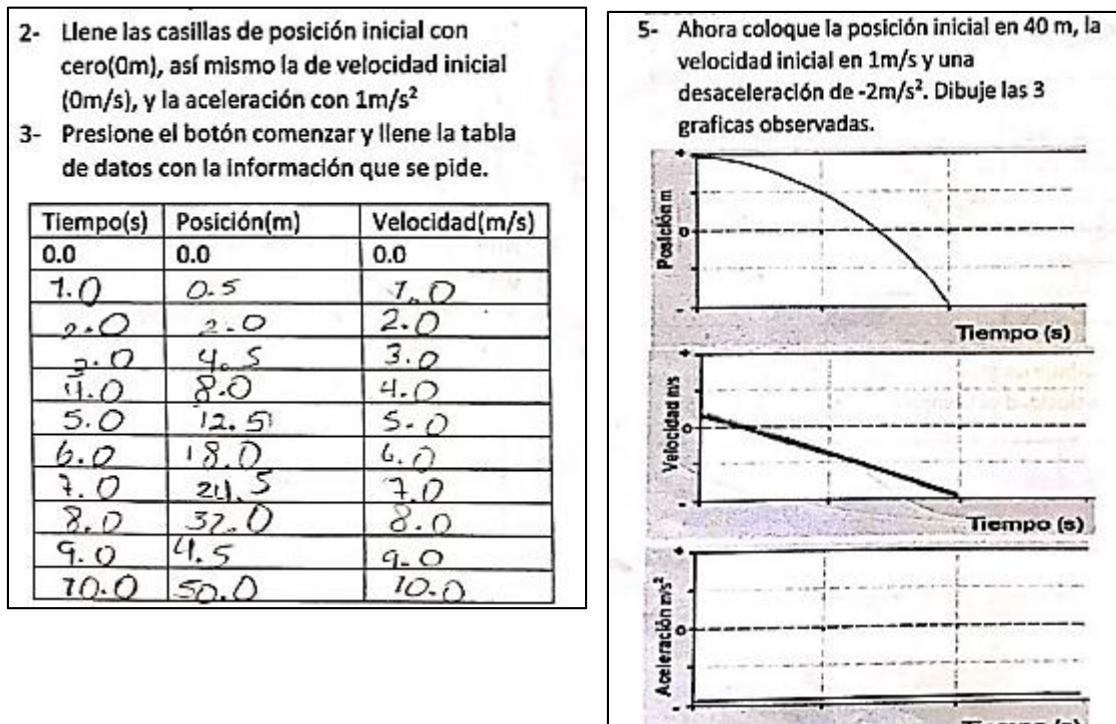 2- Llene las casillas de posición inicial con
cero(0m), así mismo la de velocidad inicial
(0m/s), y la aceleración con 1m/s²
3- Presione el botón comenzar y llene la tabla
de datos con la información que se pide.
Tiempo(s) Posición(m) Velocidad(m/s)
0.0 0.0 0.0
1.0 0.5 1.0
2.0 2.0 2.0
3.0 4.5 3.0
4.0 8.0 4.0
5.0 12.5 5.0
6.0 18.0 6.0
7.0 24.5 7.0
8.0 32.0 8.0
9.0 4.5 9.0
10.0 50.0 10.0
5- Ahora coloque la posición inicial en 40 m, la
velocidad inicial en 1m/s y una
desaceleración de -2m/s². Dibuje las 3
graficas observadas.
+
Posición m
0
-
Tiempo (s)
+
Velocidad m/s
0
-
Tiempo (s)
+
Aceleración m/s²
0
-
Tiempo (s)